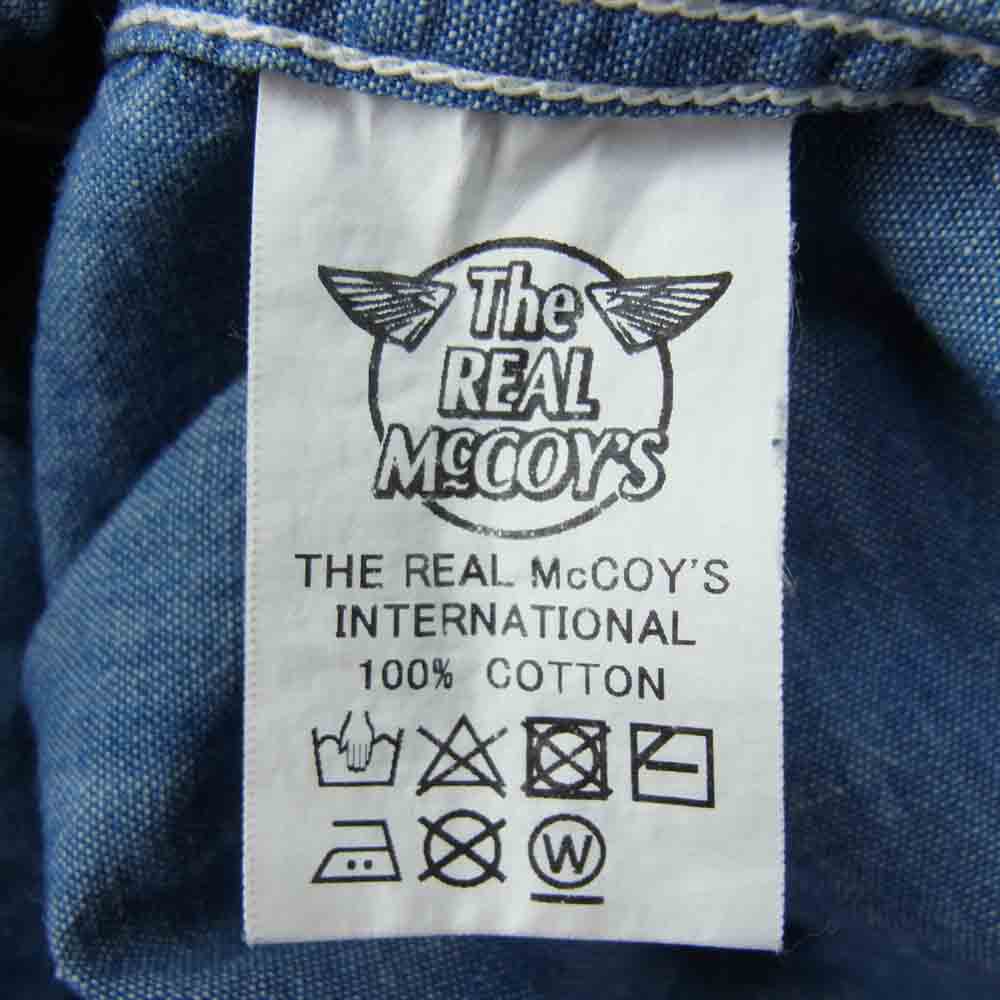 The
REAL
McCOY'S
THE REAL McCOY'S
INTERNATIONAL
100% COTTON
W